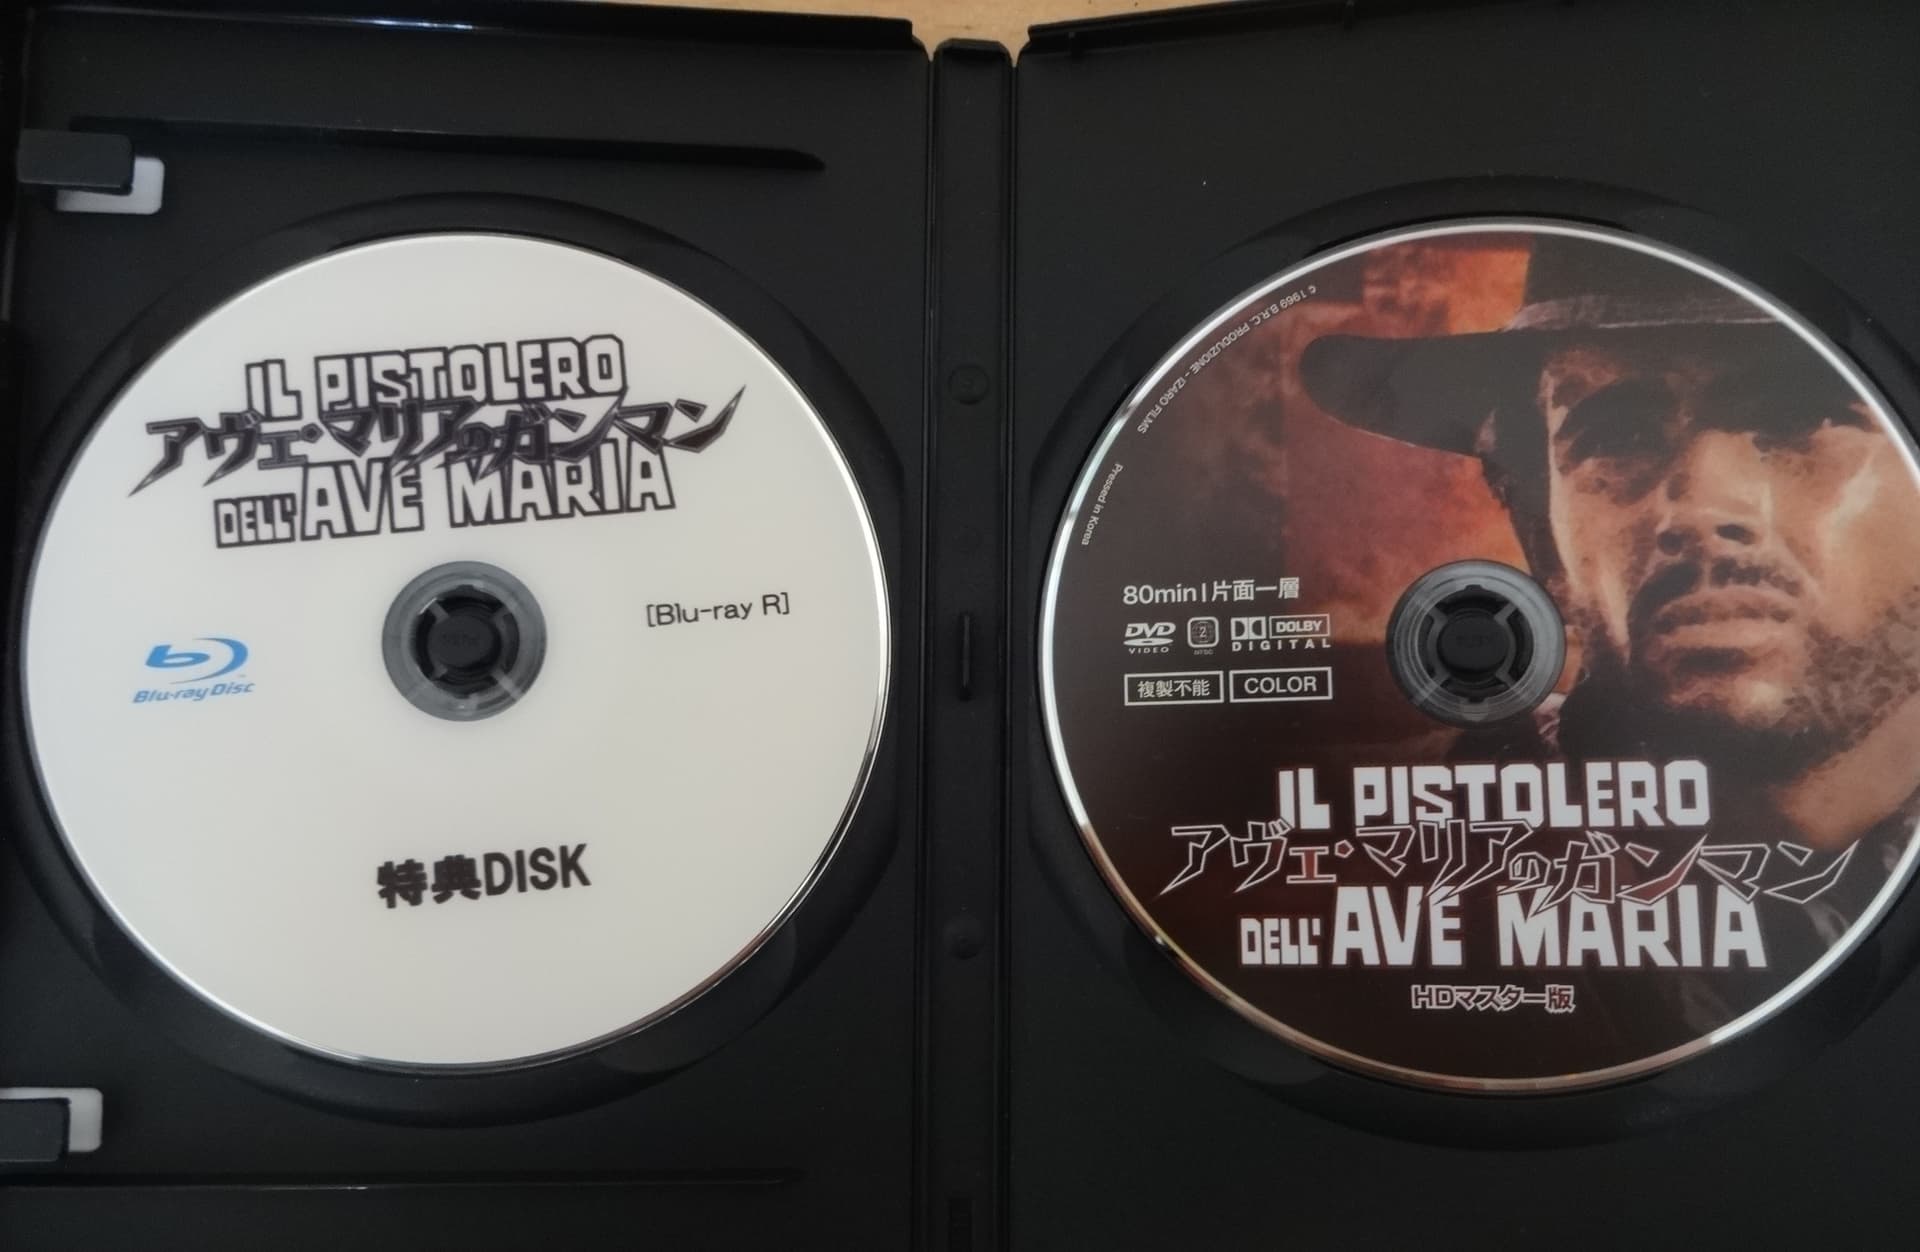 IL PISTOLERO
アヴェ・マリアのガンマン
DELL' AVE MARIA
[Blu-ray R]
Blu-ray Disc
特典DISK
© 1969 B.R.C. PRODUZIONE - IZARO FILMS
Pressed in Korea
80min|片面一層
DVD
VIDEO
2
NTSC
DOLBY
DIGITAL
複製不能
COLOR
IL PISTOLERO
アヴェ・マリアのガンマン
DELL' AVE MARIA
HDマスター版